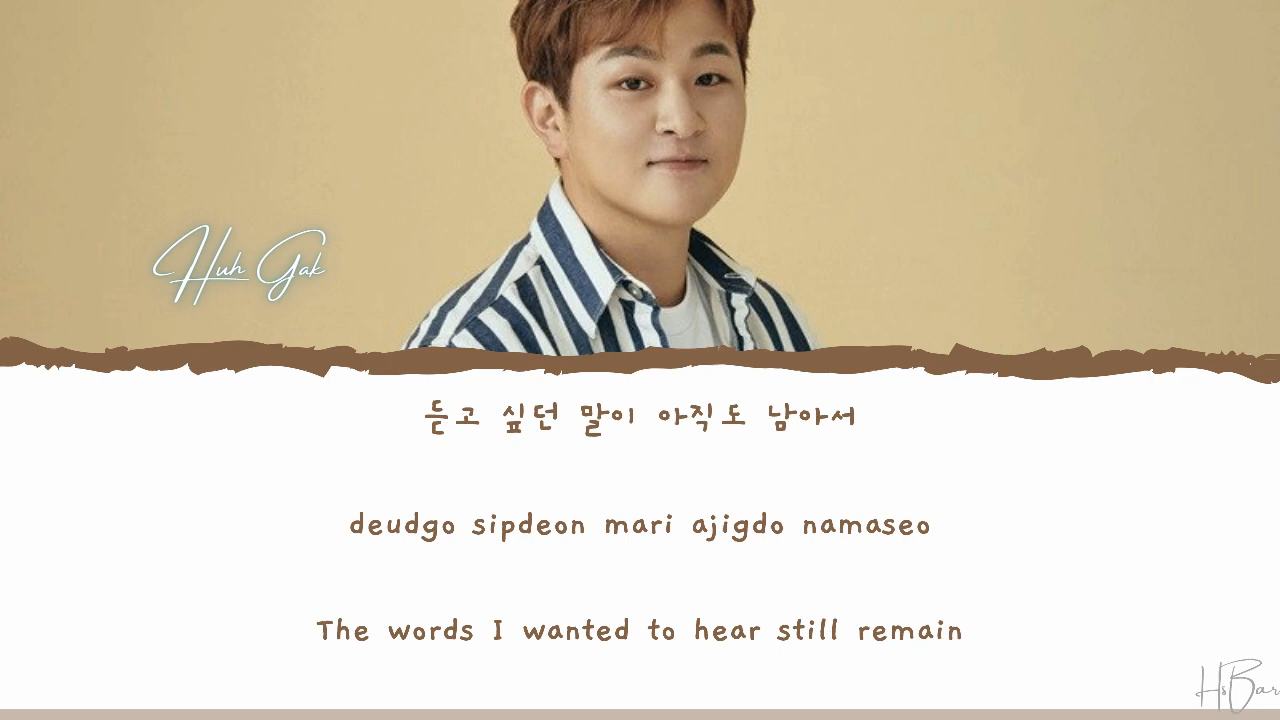 Huh Gak
듣고 싶던 말이 아직도 남아서
deudgo sipdeon mari ajigdo namaseo
The words I wanted to hear still remain
HsBar